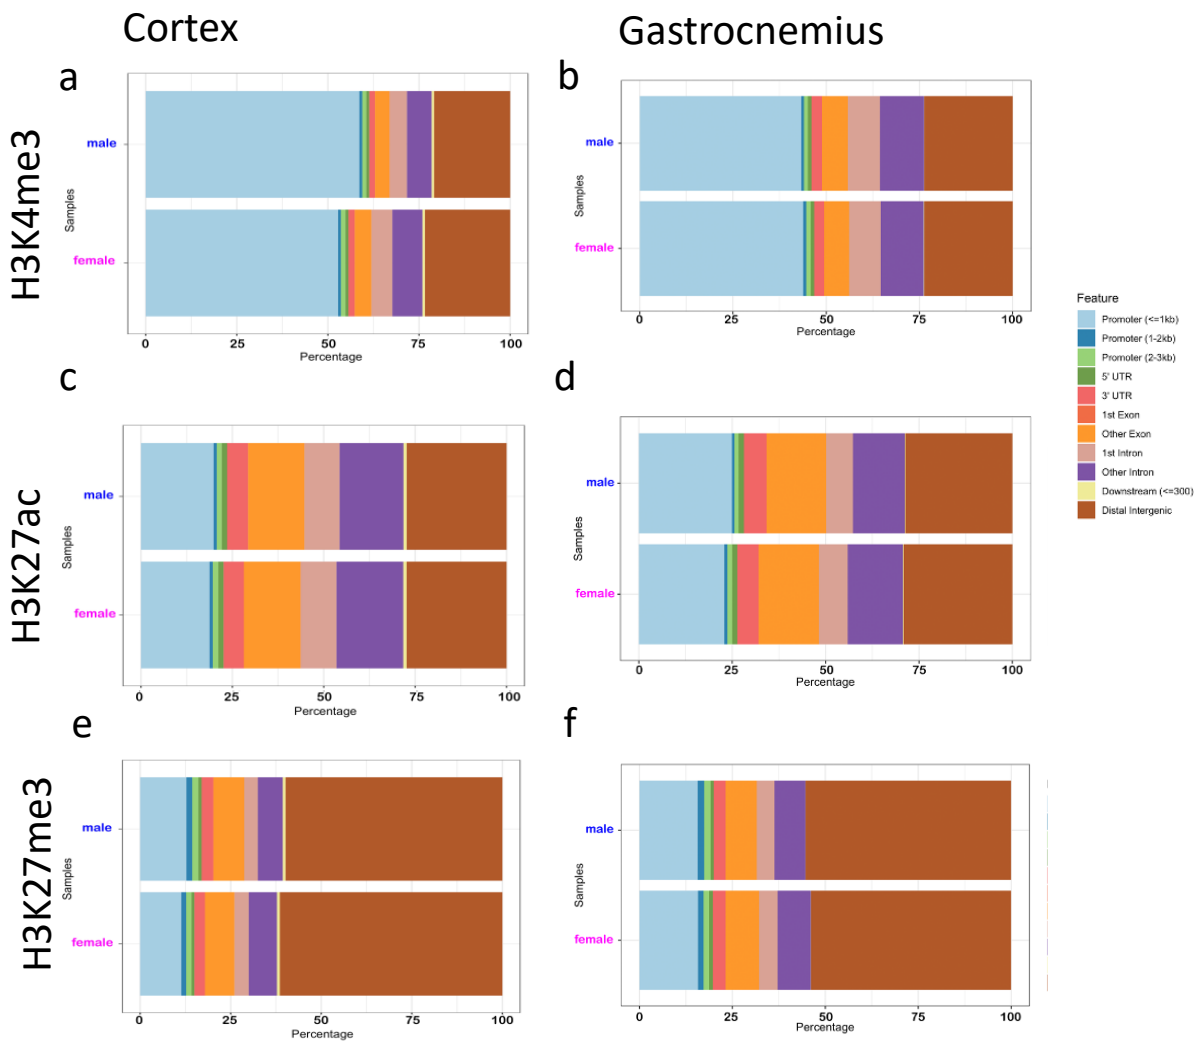 Cortex
Gastrocnemius
H3K4me3
a
male
female
Samples
0 25 50 75 100
Percentage
b
male
female
Samples
0 25 50 75 100
Percentage
H3K27ac
c
male
female
Samples
0 25 50 75 100
Percentage
d
male
female
Samples
0 25 50 75 100
Percentage
H3K27me3
e
male
female
Samples
0 25 50 75 100
Percentage
f
male
female
Samples
0 25 50 75 100
Percentage
Feature
Promoter (<=1kb)
Promoter (1-2kb)
Promoter (2-3kb)
5' UTR
3' UTR
1st Exon
Other Exon
1st Intron
Other Intron
Downstream (<=300)
Distal Intergenic